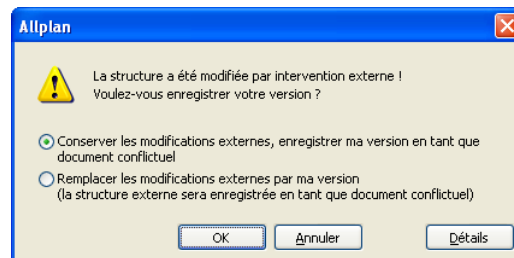 Allplan
La structure a été modifiée par intervention externe !
Voulez-vous enregistrer votre version ?
Conserver les modifications externes, enregistrer ma version en tant que
document conflictuel
Remplacer les modifications externes par ma version
(la structure externe sera enregistrée en tant que document conflictuel)
OK Annuler Détails